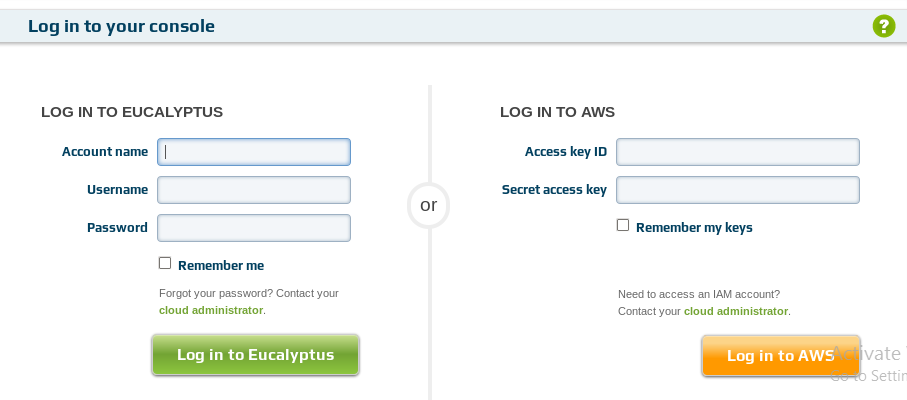 Log in to your console
?
LOG IN TO EUCALYPTUS
Account name
Username
Password
Remember me
Forgot your password? Contact your
cloud administrator.
Log in to Eucalyptus
or
LOG IN TO AWS
Access key ID
Secret access key
Remember my keys
Need to access an IAM account?
Contact your cloud administrator.
Log in to AWS
Activate
Go to Settin